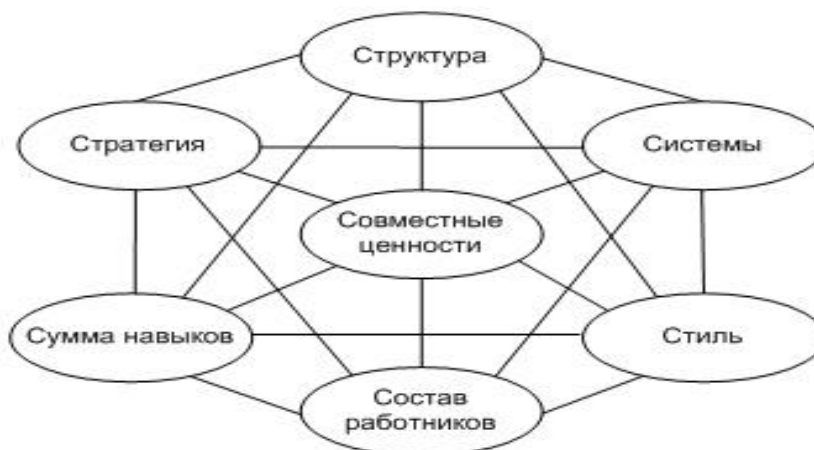 Структура
Стратегия
Системы
Совместные
ценности
Сумма навыков
Стиль
Состав
работников